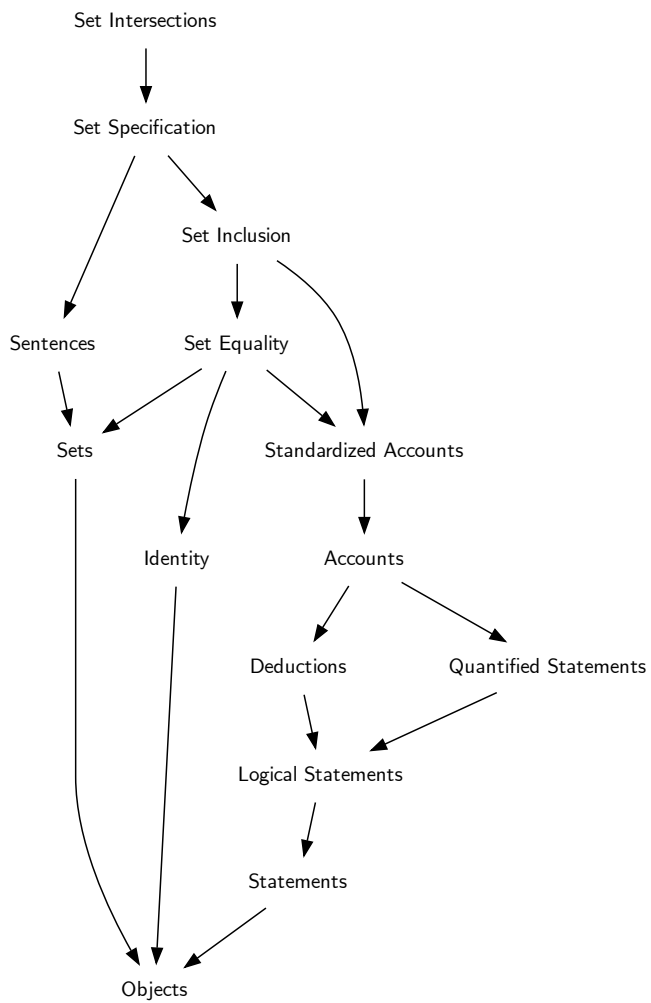 Set Intersections
Set Specification
Set Inclusion
Sentences
Set Equality
Sets
Standardized Accounts
Identity
Accounts
Deductions
Quantified Statements
Logical Statements
Statements
Objects